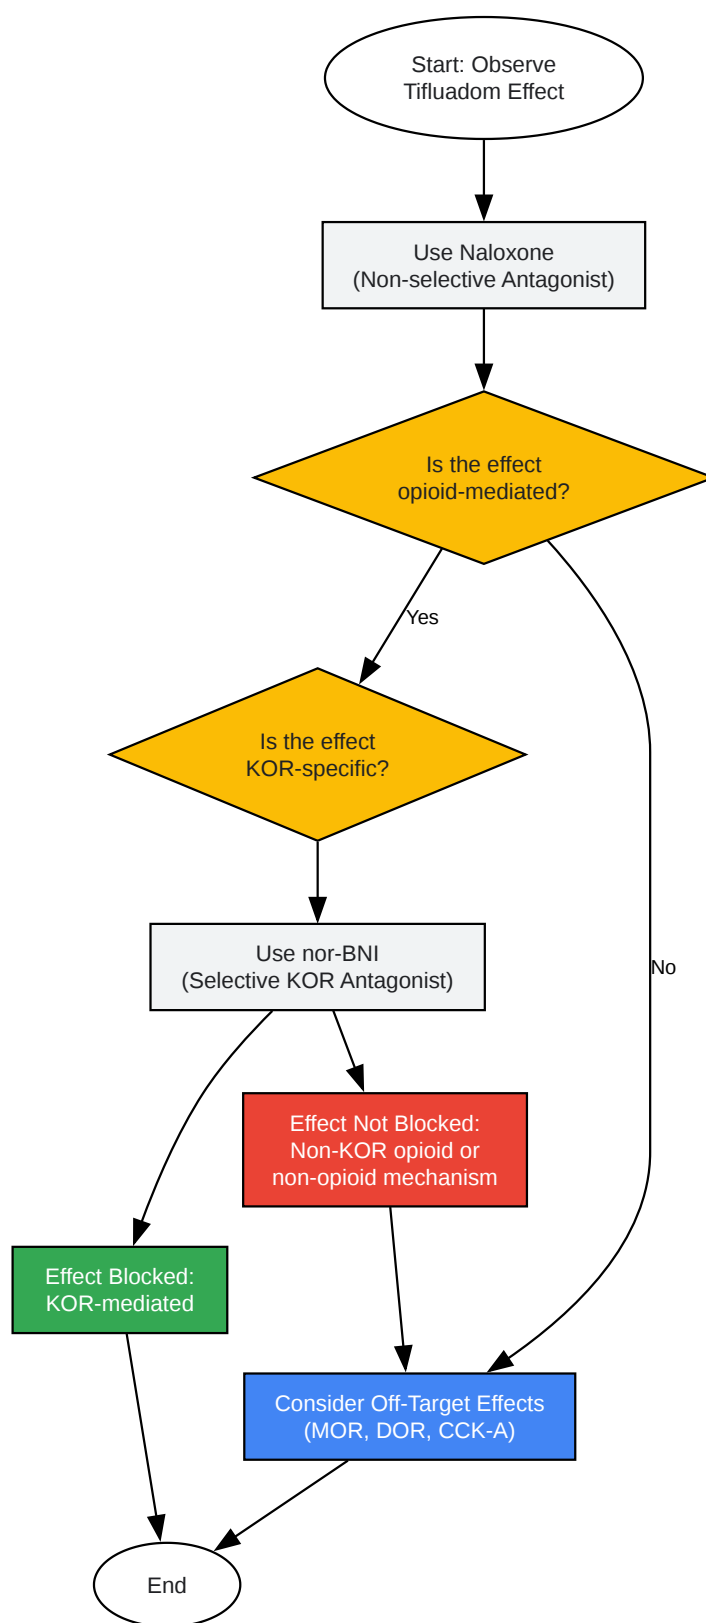 Start: Observe
Tifluadom Effect
Use Naloxone
(Non-selective Antagonist)
Is the effect
opioid-mediated?
Yes
Is the effect
KOR-specific?
Use nor-BNI
(Selective KOR Antagonist)
No
Effect Not Blocked:
Non-KOR opioid or
non-opioid mechanism
Effect Blocked:
KOR-mediated
Consider Off-Target Effects
(MOR, DOR, CCK-A)
End